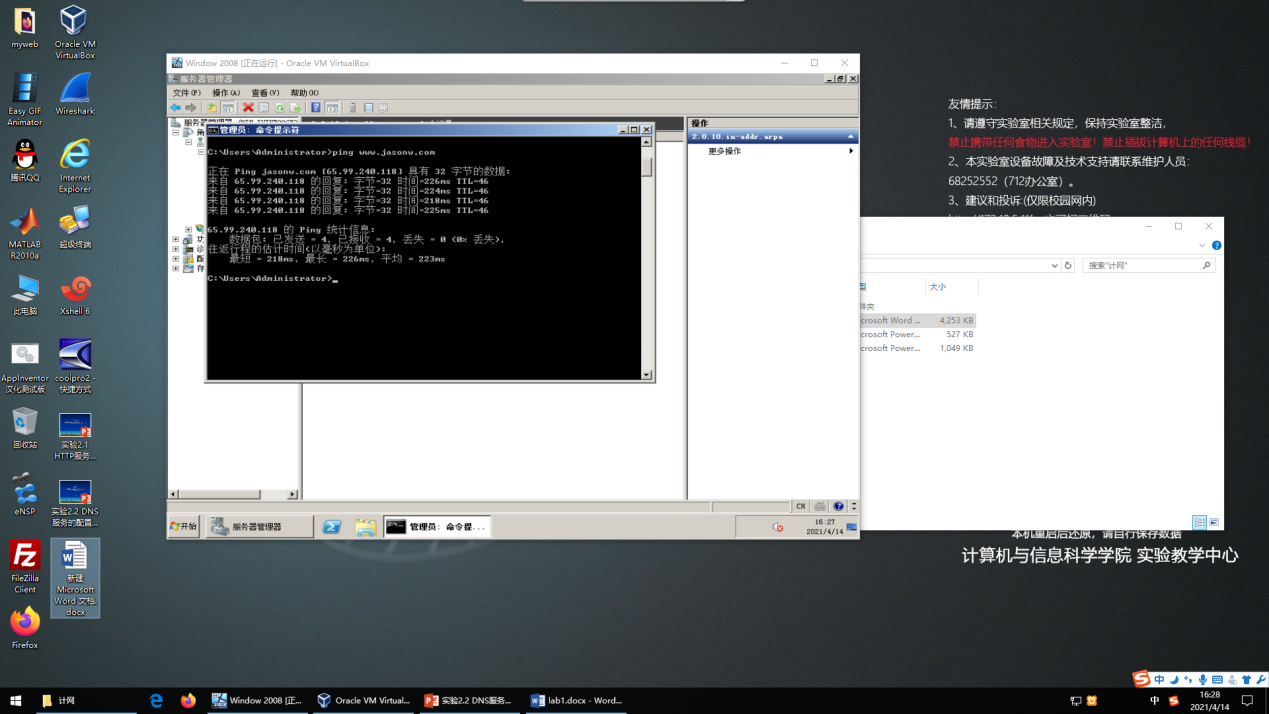 myweb
Oracle VM
VirtualBox
Easy GIF
Animator
Wireshark
腾讯QQ
Internet
Explorer
MATLAB
R2010a
超级终端
此电脑
Xshell 6
AppInventor
汉化测试版
coolpro2 -
快捷方式
回收站
实验2.1
HTTP服务...
eNSP
实验2.2 DNS
服务的配置...
FileZilla
Client
新建
Microsoft
Word 文档.
docx
Firefox
Window 2008 [正在运行] - Oracle VM VirtualBox
服务器管理器
文件(F) 操作(A) 查看(V) 帮助(H)
管理员: 命令提示符
C:\Users\Administrator>ping www.jasonw.com
正在 Ping jasonw.com [65.99.240.118] 具有 32 字节的数据:
来自 65.99.240.118 的回复: 字节=32 时间=226ms TTL=46
来自 65.99.240.118 的回复: 字节=32 时间=224ms TTL=46
来自 65.99.240.118 的回复: 字节=32 时间=218ms TTL=46
来自 65.99.240.118 的回复: 字节=32 时间=225ms TTL=46
65.99.240.118 的 Ping 统计信息:
数据包: 已发送 = 4, 已接收 = 4, 丢失 = 0 (0% 丢失),
往返行程的估计时间(以毫秒为单位):
最短 = 218ms, 最长 = 226ms, 平均 = 223ms
C:\Users\Administrator>_
操作
2.0.10.in-addr.arpa
更多操作
CH
开始
服务器管理器
管理员: 命令提...
16:27
2021/4/14
友情提示:
1、请遵守实验室相关规定, 保持实验室整洁,
禁止携带任何食物进入实验室! 禁止插拔计算机上的任何线缆!
2、本实验室设备故障及技术支持请联系维护人员:
68252552 (712办公室) 。
3、建议和投诉:(仅限校园网内)
搜索"计网"
大小
件夹
crosoft Word ... 4,253 KB
crosoft Power... 527 KB
crosoft Power... 1,049 KB
本机重启后还原, 请自行保存数据
计算机与信息科学学院 实验教学中心
中
计网
Window 2008 [正...
Oracle VM Virtual...
实验2.2 DNS服务...
lab1.docx - Word...
中
16:28
2021/4/14